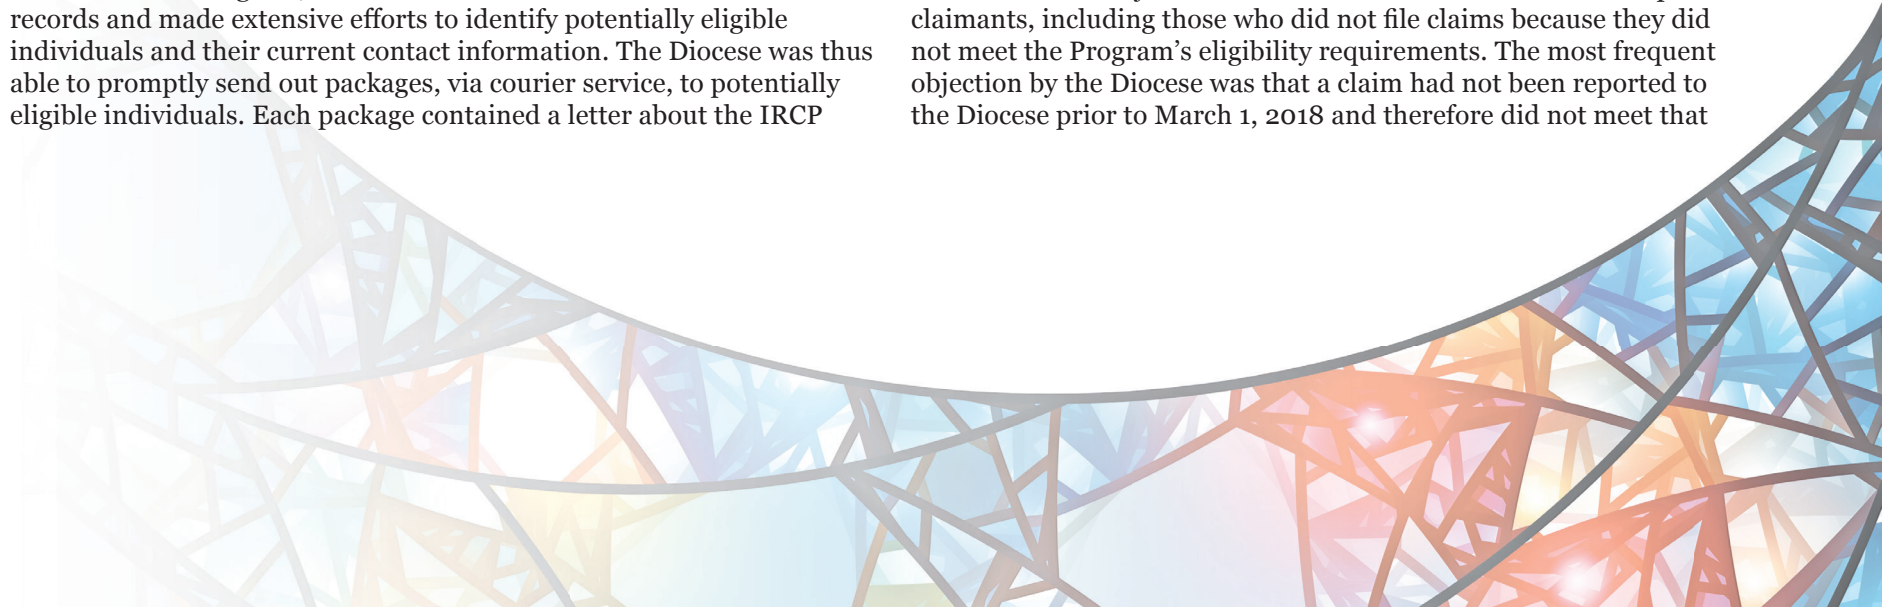 records and made extensive efforts to identify potentially eligible
individuals and their current contact information. The Diocese was thus
able to promptly send out packages, via courier service, to potentially
eligible individuals. Each package contained a letter about the IRCP
claimants, including those who did not file claims because they did
not meet the Program’s eligibility requirements. The most frequent
objection by the Diocese was that a claim had not been reported to
the Diocese prior to March 1, 2018 and therefore did not meet that